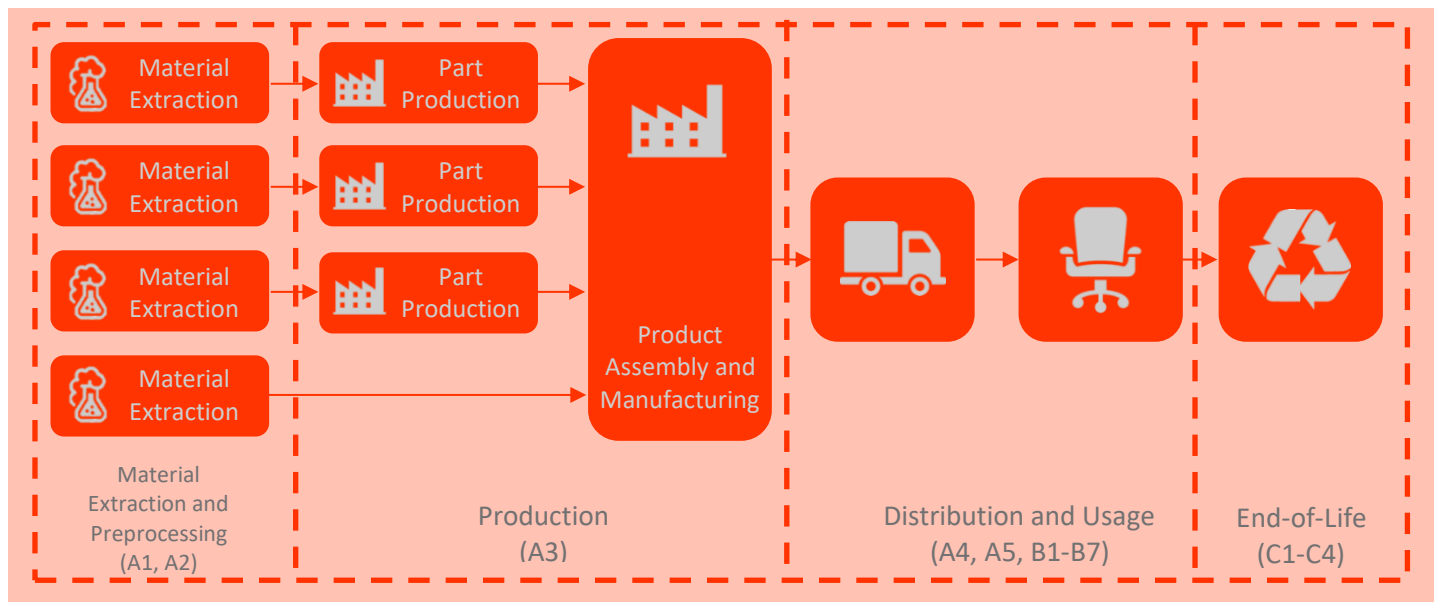 Material
Extraction
Part
Production
Material
Extraction
Part
Production
Material
Extraction
Part
Production
Material
Extraction
Product
Assembly and
Manufacturing
Material
Extraction and
Preprocessing
(A1, A2)
Production
(A3)
Distribution and Usage
(A4, A5, B1-B7)
End-of-Life
(C1-C4)